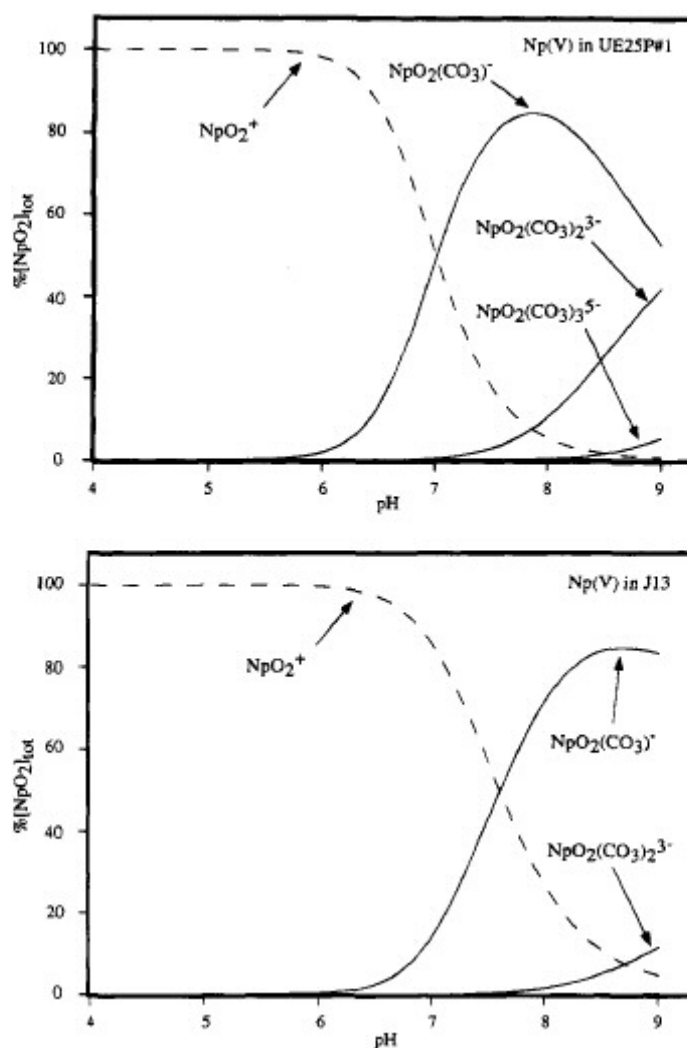 Np(V) in UE25P#1
NpO2(CO3)-
NpO2+
NpO2(CO3)2 3-
NpO2(CO3)3 5-
%[NpO2]tot
100
80
60
40
20
0
4 5 6 7 8 9
pH
Np(V) in J13
NpO2+
NpO2(CO3)-
NpO2(CO3)2 3-
%[NpO2]tot
100
80
60
40
20
0
4 5 6 7 8 9
pH